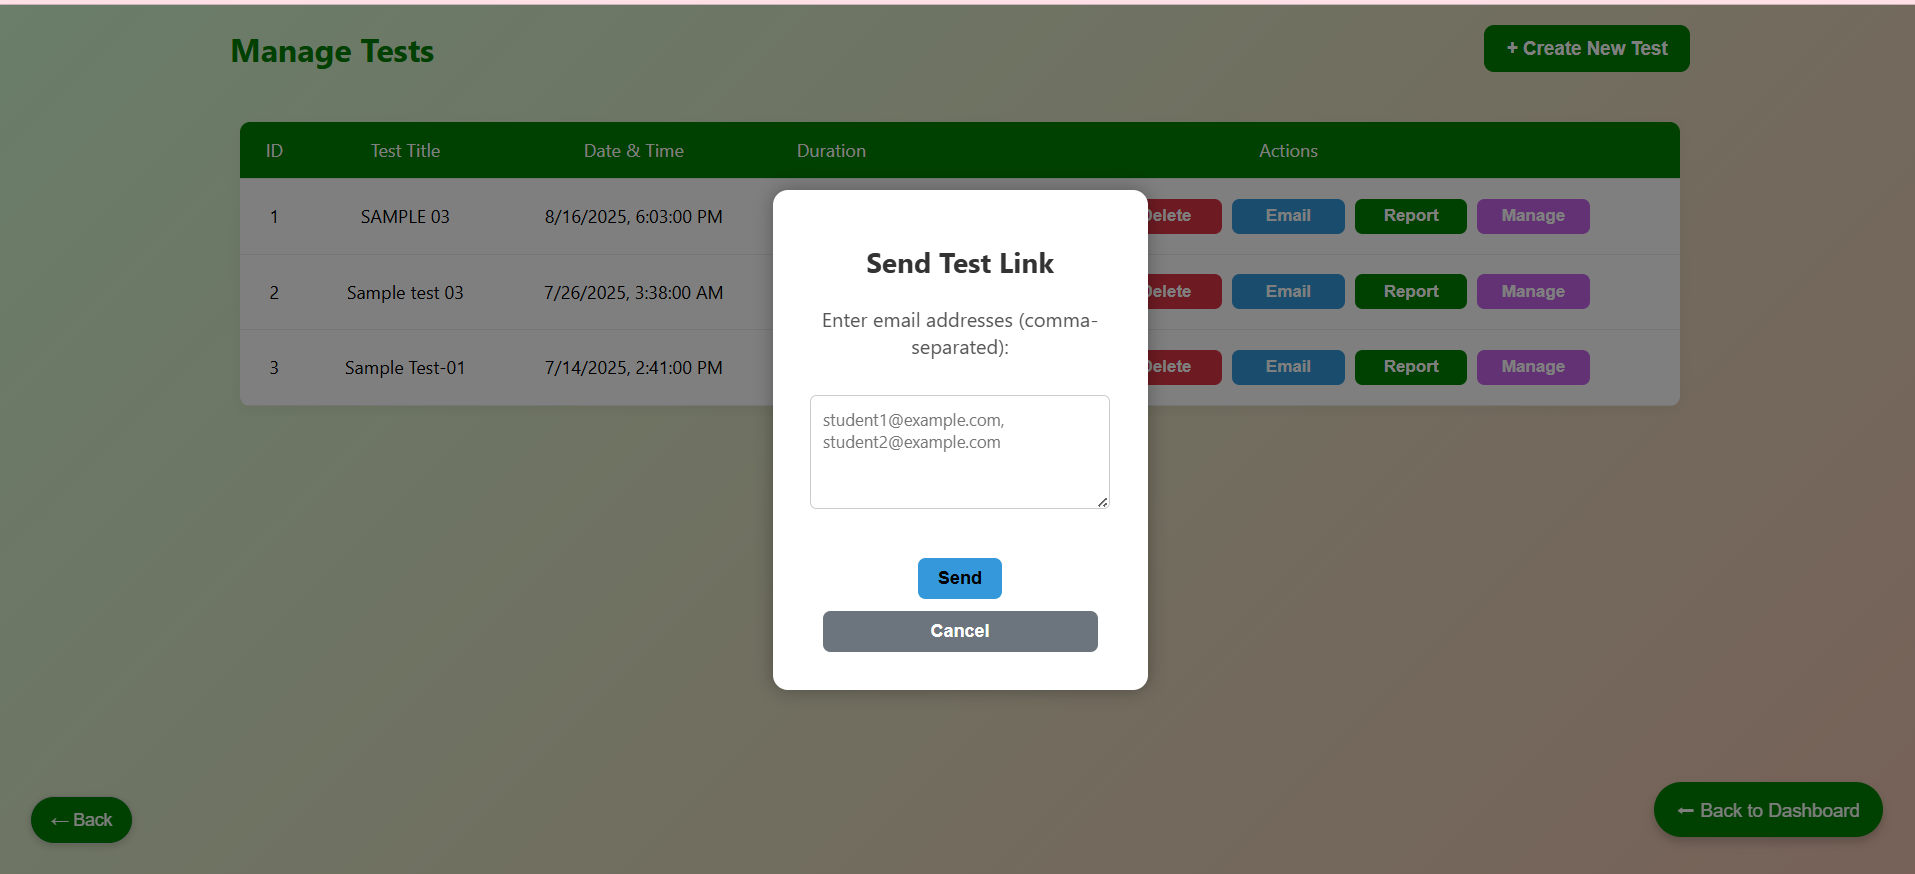 Manage Tests
+ Create New Test
ID Test Title Date & Time Duration Actions
1 SAMPLE 03 8/16/2025, 6:03:00 PM Email Report Manage
2 Sample test 03 7/26/2025, 3:38:00 AM Email Report Manage
3 Sample Test-01 7/14/2025, 2:41:00 PM Email Report Manage
Send Test Link
Enter email addresses (comma-
separated):
student1@example.com,
student2@example.com
Send
Cancel
← Back
← Back to Dashboard